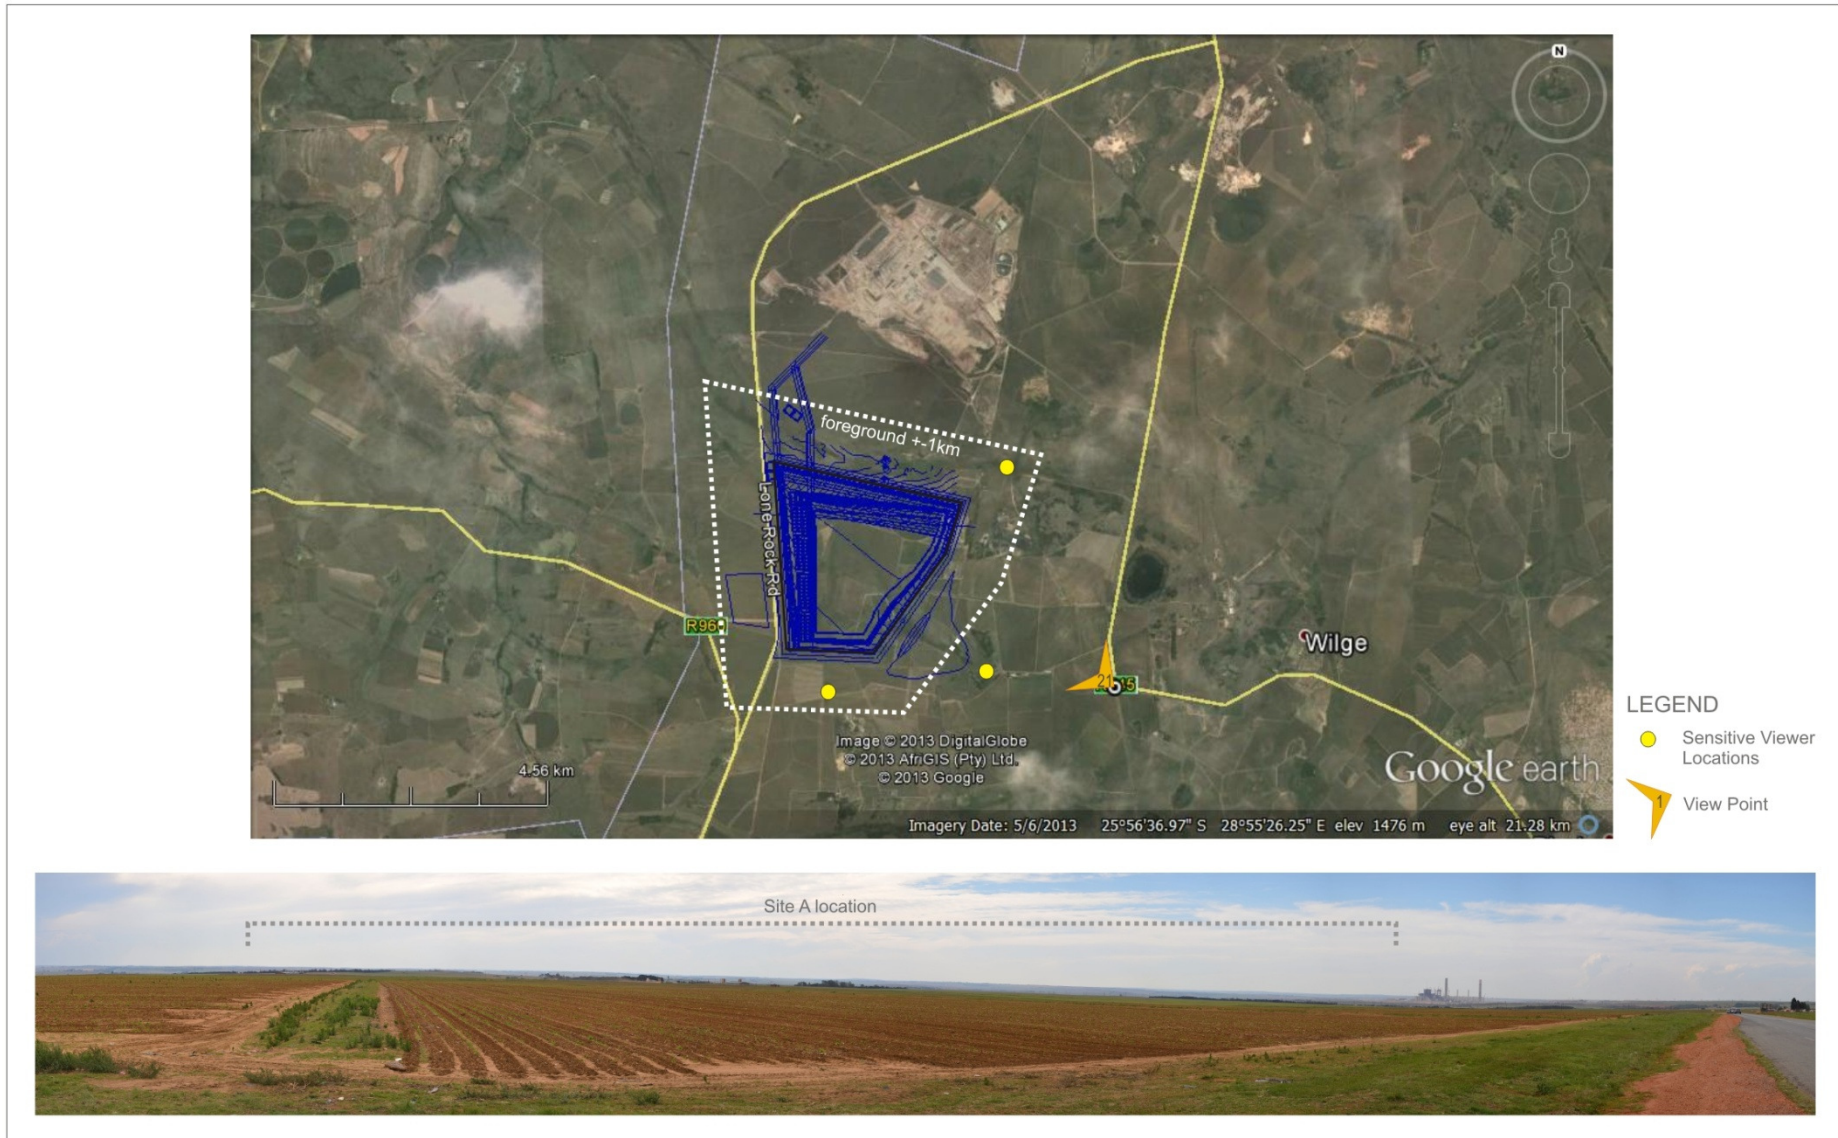 N
foreground +-1km
Lone Rock Rd
R960
Wilge
21
LEGEND
Sensitive Viewer
Locations
1 View Point
Image © 2013 DigitalGlobe
© 2013 AfriGIS (Pty) Ltd.
© 2013 Google
Google earth
4.56 km
Imagery Date: 5/6/2013 25°56'36.97" S 28°55'26.25" E elev 1476 m eye alt 21.28 km
Site A location